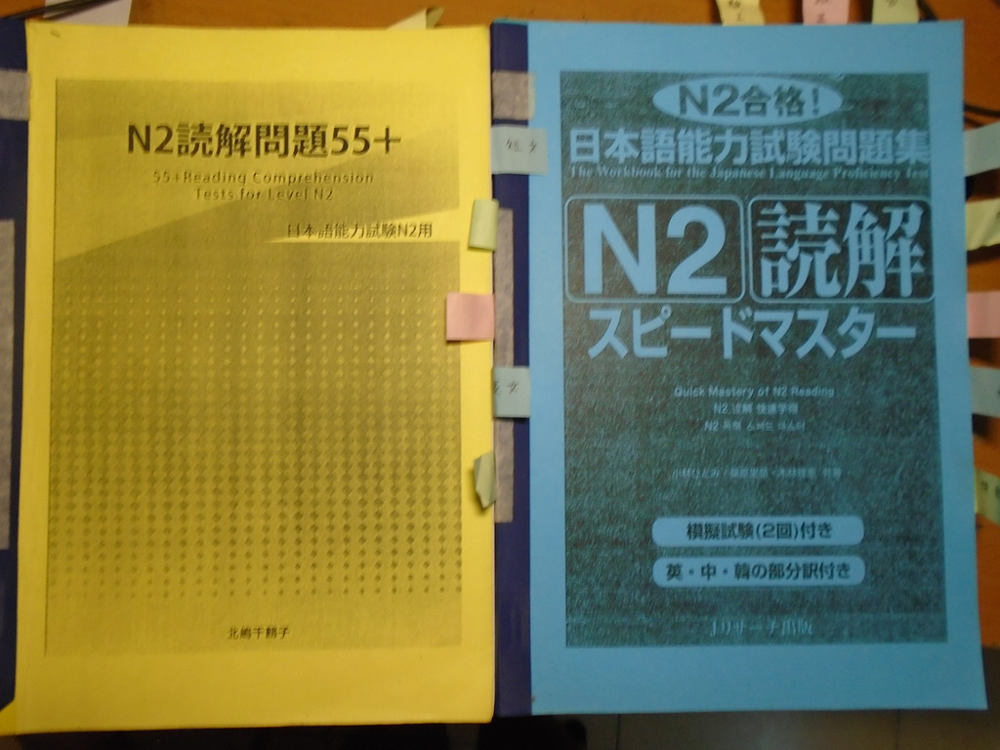 N2読解問題55+
55+Reading Comprehension
Tests for Level N2
日本語能力試験N2用
北嶋千鶴子
N2合格!
日本語能力試験問題集
The Workbook for the Japanese Language Proficiency Test
N2 読解
スピードマスター
Quick Mastery of N2 Reading
N2 读解 快速学习
N2 독해 스피드 마스터
模擬試験(2回)付き
英・中・韓の部分訳付き
Jリサーチ出版
短文
文